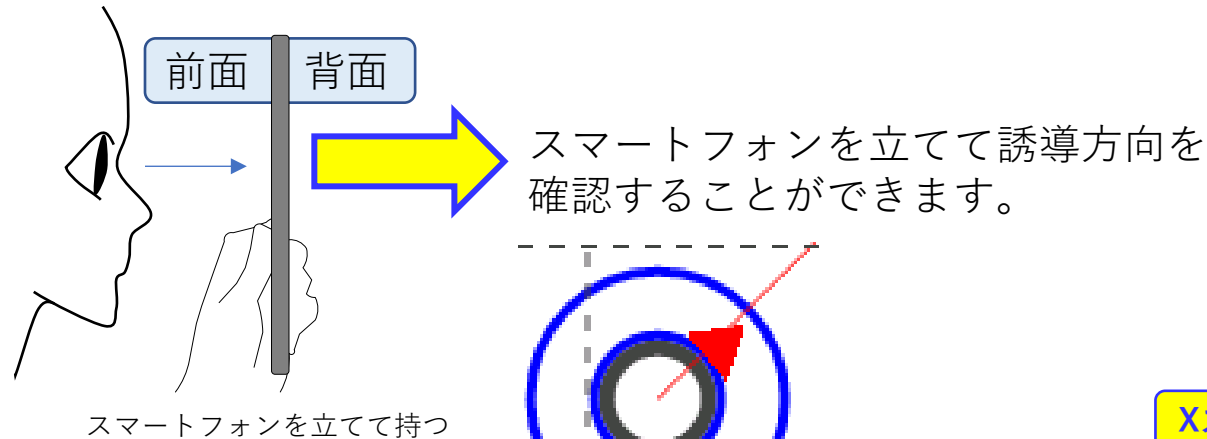 前面 背面
スマートフォンを立てて誘導方向を
確認することができます。
スマートフォンを立てて持つ
X